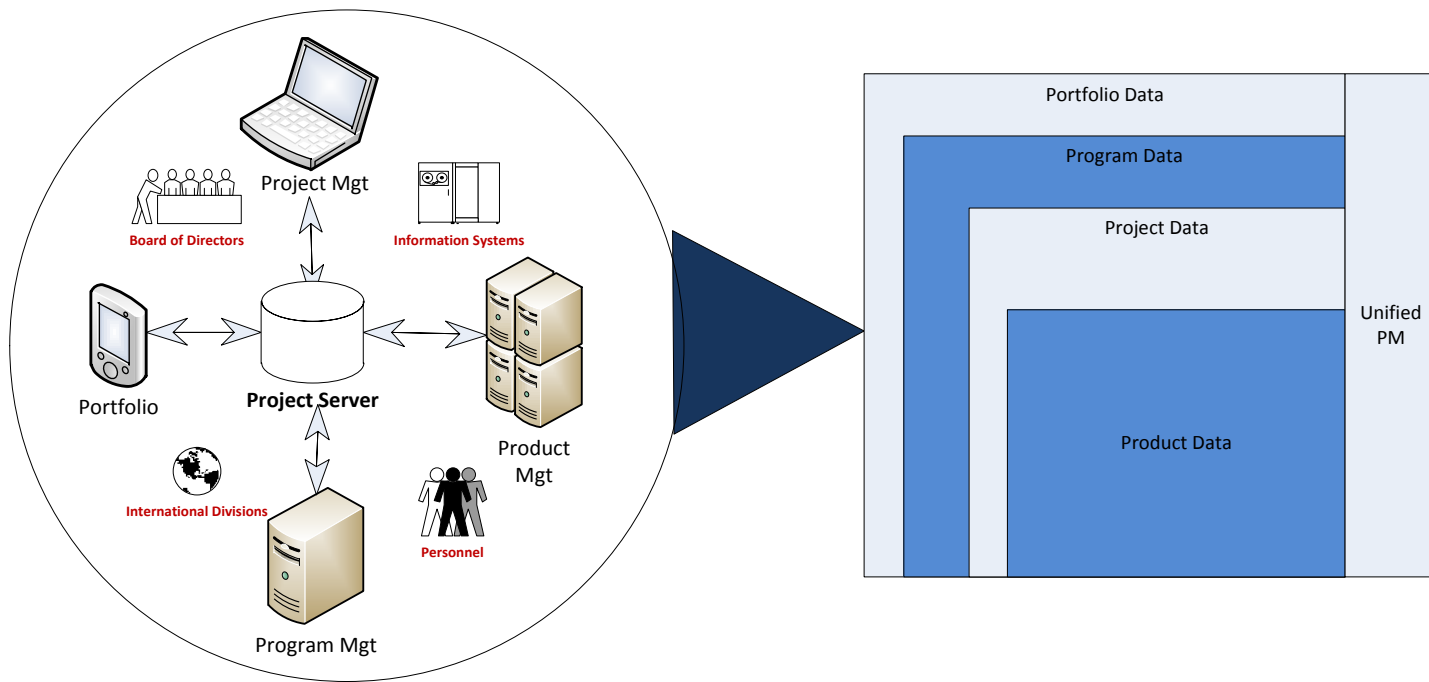 Project Mgt
Board of Directors
Information Systems
Portfolio
Project Server
Product
Mgt
International Divisions
Personnel
Program Mgt
Portfolio Data
Program Data
Project Data
Product Data
Unified
PM